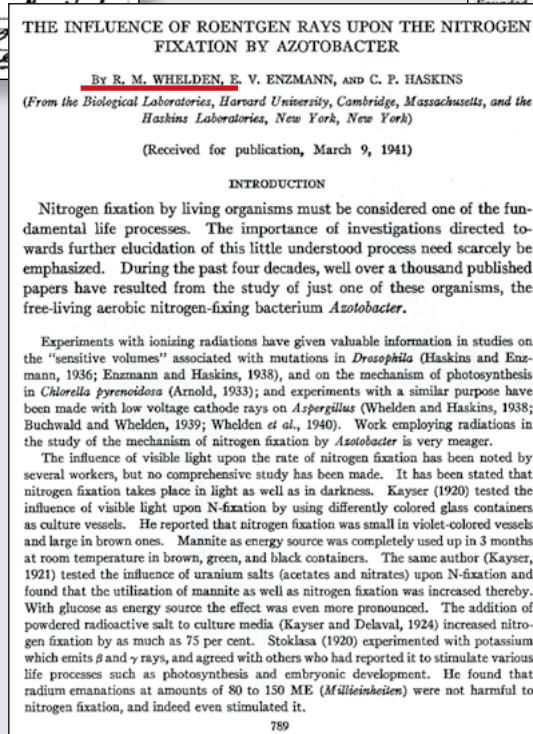 THE INFLUENCE OF ROENTGEN RAYS UPON THE NITROGEN
FIXATION BY AZOTOBACTER
BY R. M. WHELDEN, E. V. ENZMANN, AND C. P. HASKINS
(From the Biological Laboratories, Harvard University, Cambridge, Massachusetts, and the
Haskins Laboratories, New York, New York)
(Received for publication, March 9, 1941)
INTRODUCTION
Nitrogen fixation by living organisms must be considered one of the fun-
damental life processes. The importance of investigations directed to-
wards further elucidation of this little understood process need scarcely be
emphasized. During the past four decades, well over a thousand published
papers have resulted from the study of just one of these organisms, the
free-living aerobic nitrogen-fixing bacterium Azotobacter.
Experiments with ionizing radiations have given valuable information in studies on
the "sensitive volumes" associated with mutations in Drosophila (Haskins and Enz-
mann, 1936; Enzmann and Haskins, 1938), and on the mechanism of photosynthesis
in Chlorella pyrenoidosa (Arnold, 1933); and experiments with a similar purpose have
been made with low voltage cathode rays on Aspergillus (Whelden and Haskins, 1938;
Buchwald and Whelden, 1939; Whelden et al., 1940). Work employing radiations in
the study of the mechanism of nitrogen fixation by Azotobacter is very meager.
The influence of visible light upon the rate of nitrogen fixation has been noted by
several workers, but no comprehensive study has been made. It has been stated that
nitrogen fixation takes place in light as well as in darkness. Kayser (1920) tested the
influence of visible light upon N-fixation by using differently colored glass containers
as culture vessels. He reported that nitrogen fixation was small in violet-colored vessels
and large in brown ones. Mannite as energy source was completely used up in 3 months
at room temperature in brown, green, and black containers. The same author (Kayser,
1921) tested the influence of uranium salts (acetates and nitrates) upon N-fixation and
found that the utilization of mannite as well as nitrogen fixation was increased thereby.
With glucose as energy source the effect was even more pronounced. The addition of
powdered radioactive salt to culture media (Kayser and Delaval, 1924) increased nitro-
gen fixation by as much as 75 per cent. Stoklasa (1920) experimented with potassium
which emits β and γ rays, and agreed with others who had reported it to stimulate various
life processes such as photosynthesis and embryonic development. He found that
radium emanations at amounts of 80 to 150 ME (Millieinheiten) were not harmful to
nitrogen fixation, and indeed even stimulated it.
789